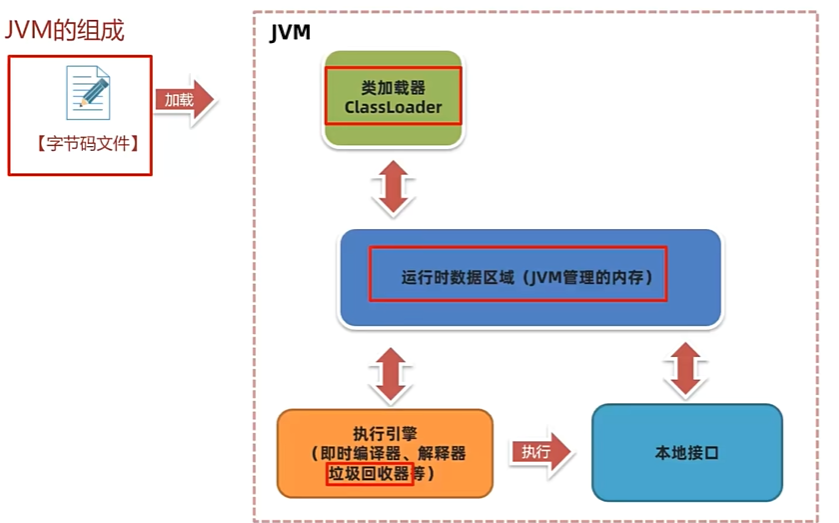 JVM的组成
【字节码文件】
加载
JVM
类加载器
ClassLoader
运行时数据区域（JVM管理的内存）
执行引擎
（即时编译器、解释器
垃圾回收器等）
执行
本地接口